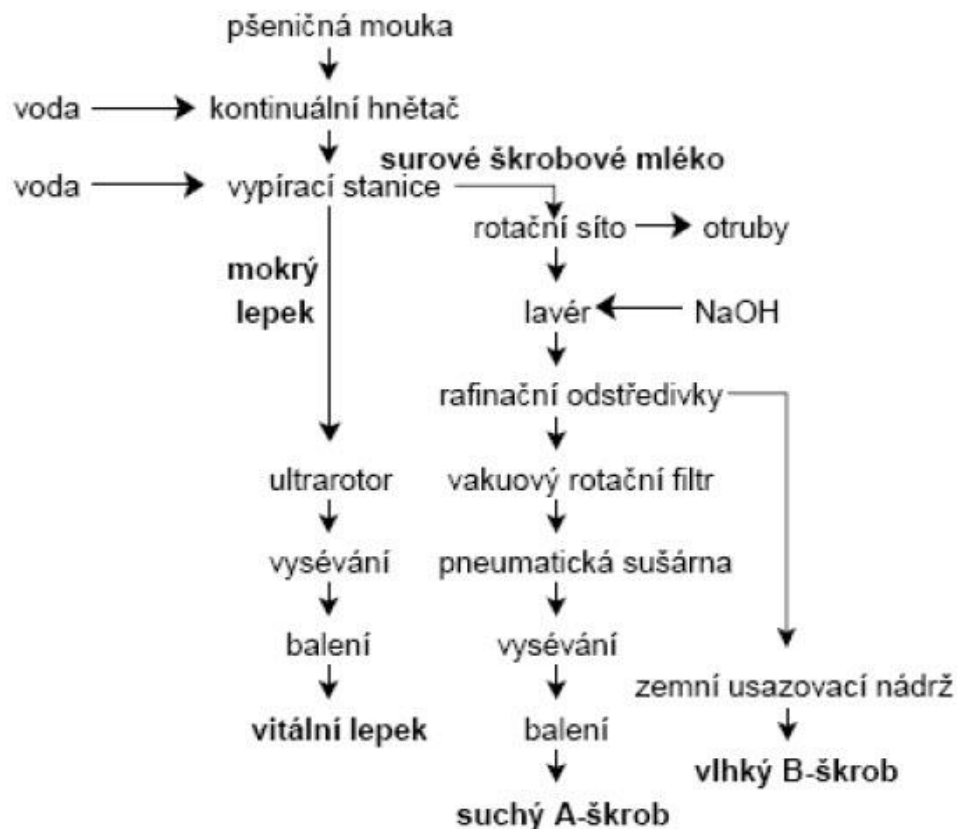 pšeničná mouka
voda
kontinuální hnětač
surové škrobové mléko
voda
vypírací stanice
rotační síto
otruby
mokrý
lepek
lavér
NaOH
rafinační odstředivky
ultrarotor
vakuový rotační filtr
vysévání
pneumatická sušárna
balení
vysévání
zemní usazovací nádrž
vitální lepek
balení
vlhký B-škrob
suchý A-škrob